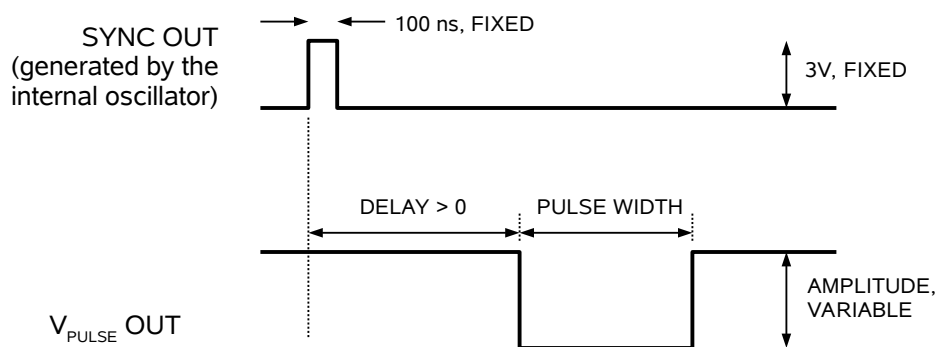 100 ns, FIXED
SYNC OUT
(generated by the
internal oscillator)
3V, FIXED
DELAY > 0
PULSE WIDTH
AMPLITUDE,
VARIABLE
VPULSE OUT